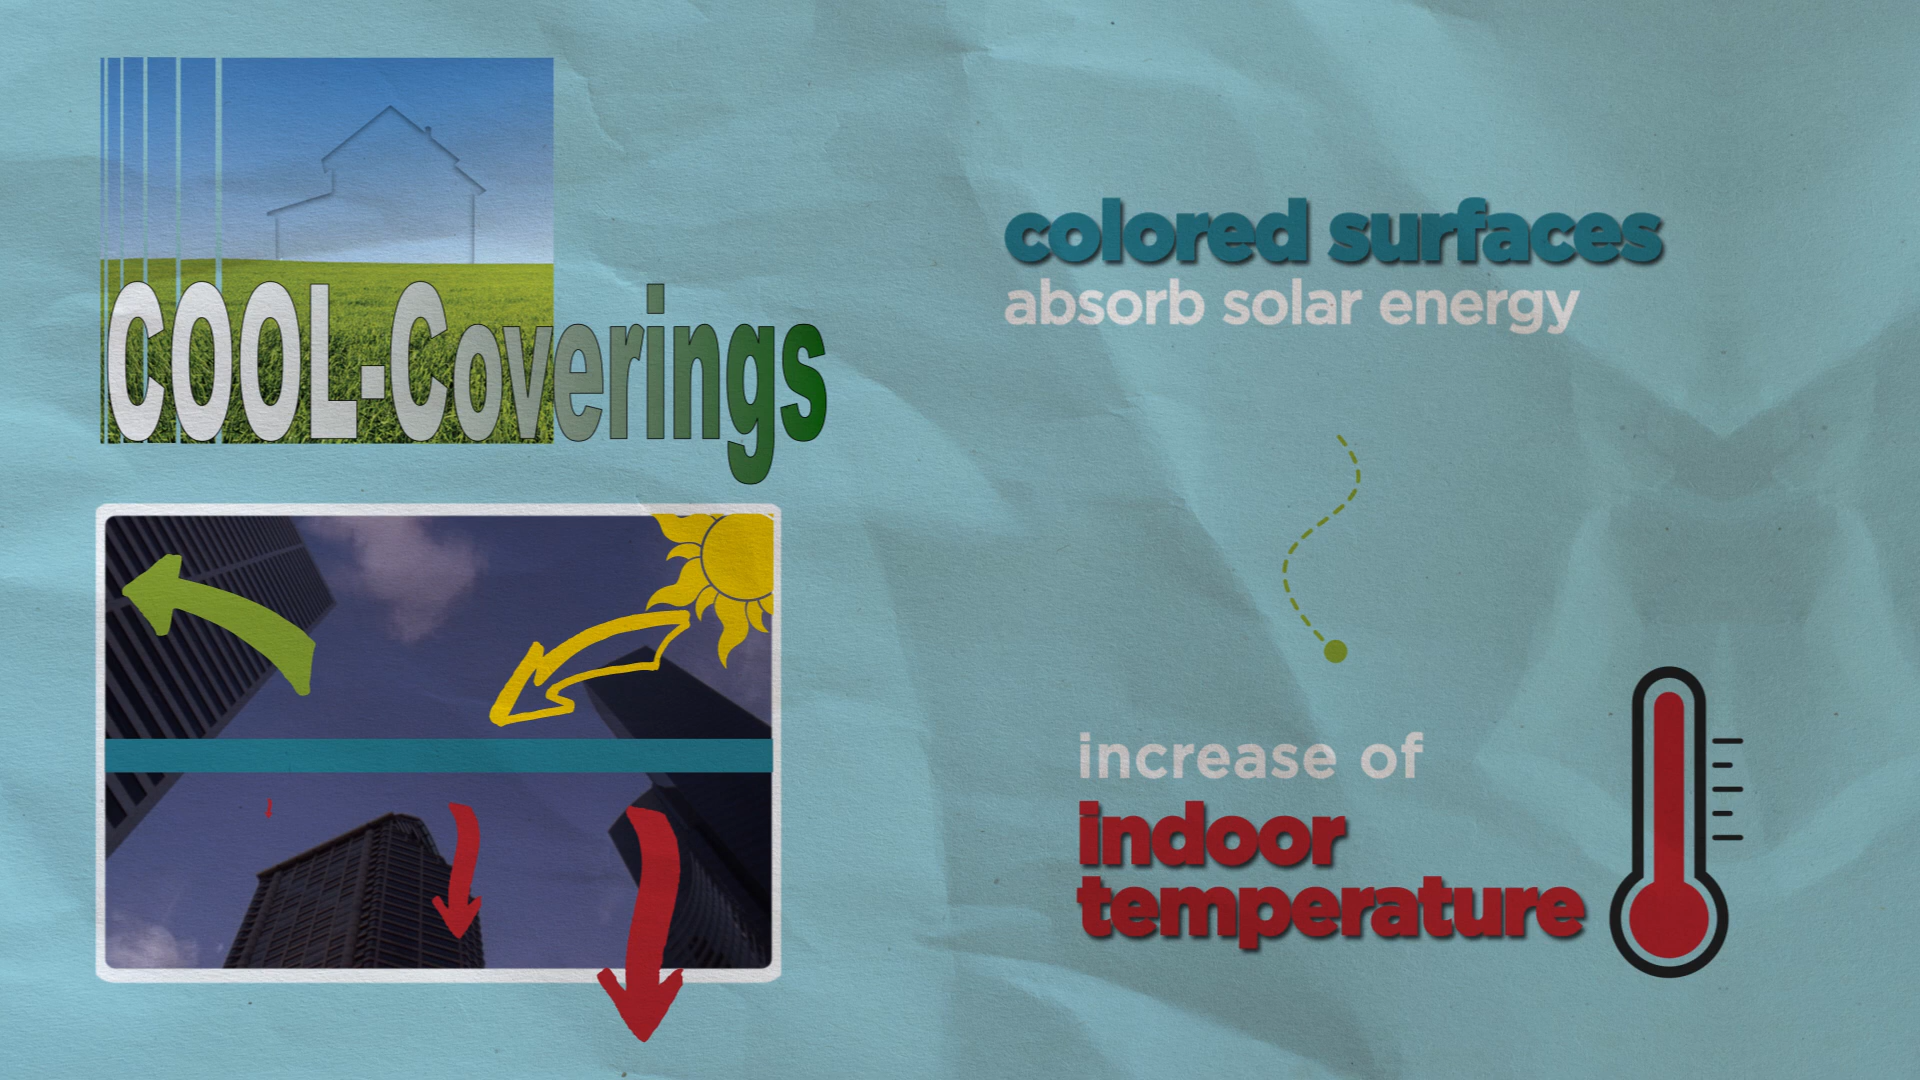 COOL-Coverings
colored surfaces
absorb solar energy
increase of
indoor
temperature